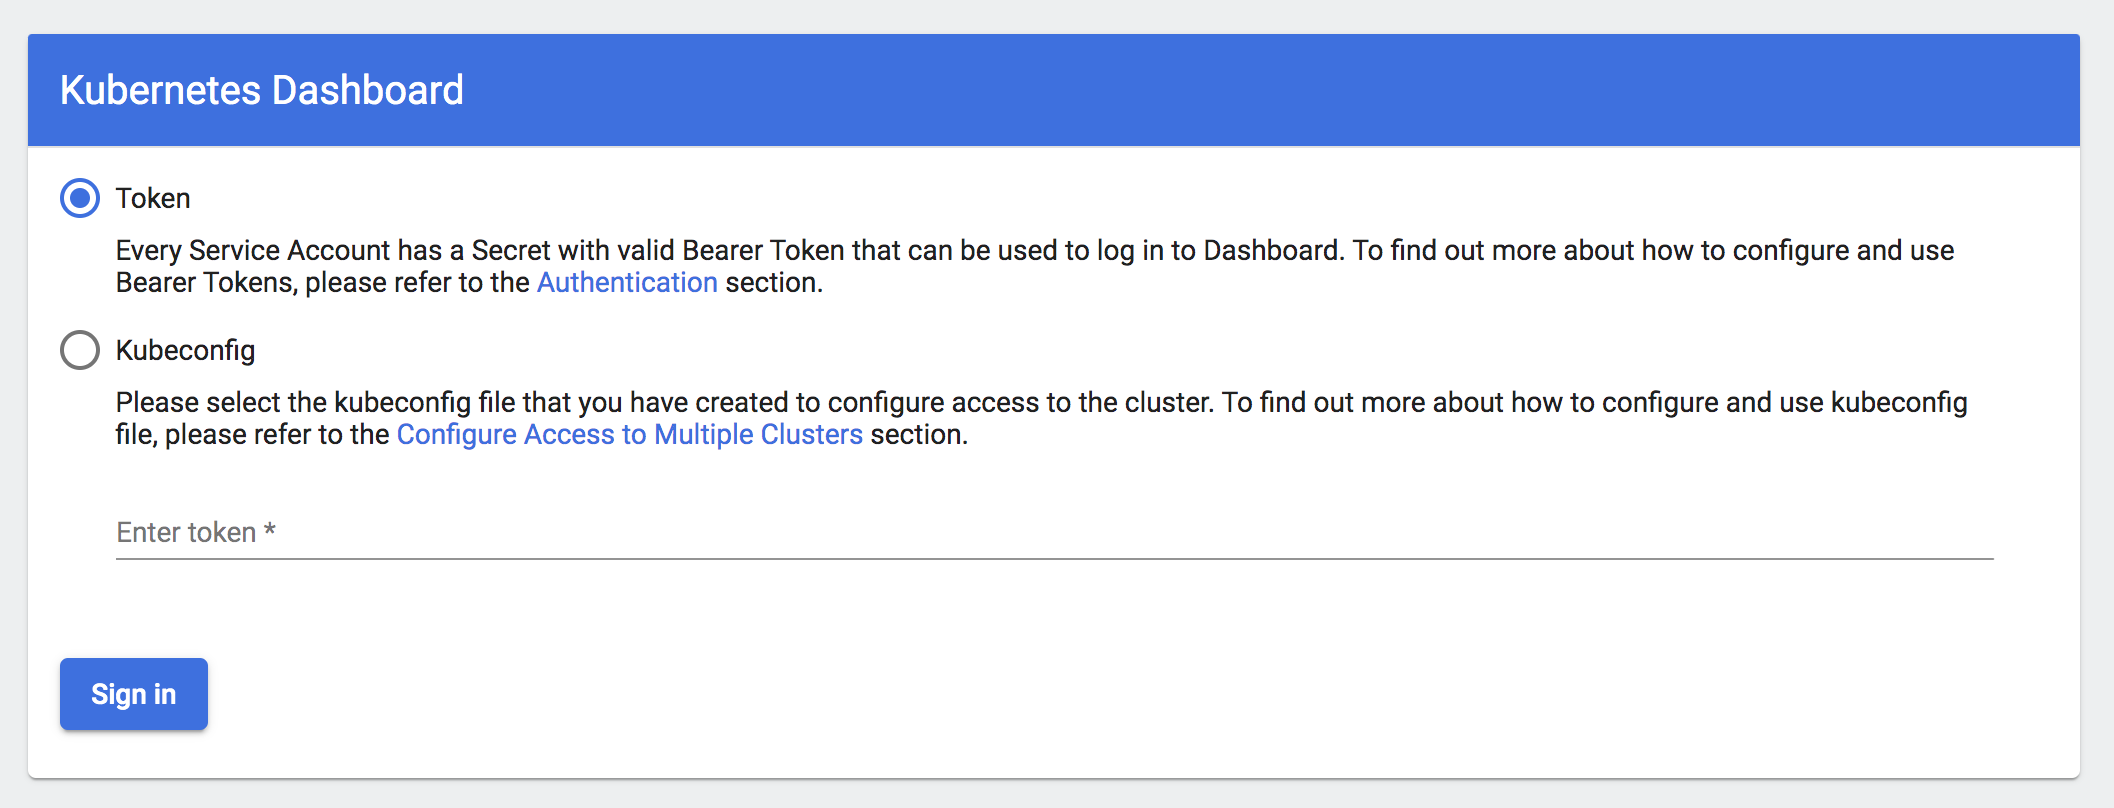 Kubernetes Dashboard
Token
Every Service Account has a Secret with valid Bearer Token that can be used to log in to Dashboard. To find out more about how to configure and use
Bearer Tokens, please refer to the Authentication section.
Kubeconfig
Please select the kubeconfig file that you have created to configure access to the cluster. To find out more about how to configure and use kubeconfig
file, please refer to the Configure Access to Multiple Clusters section.
Enter token *
Sign in